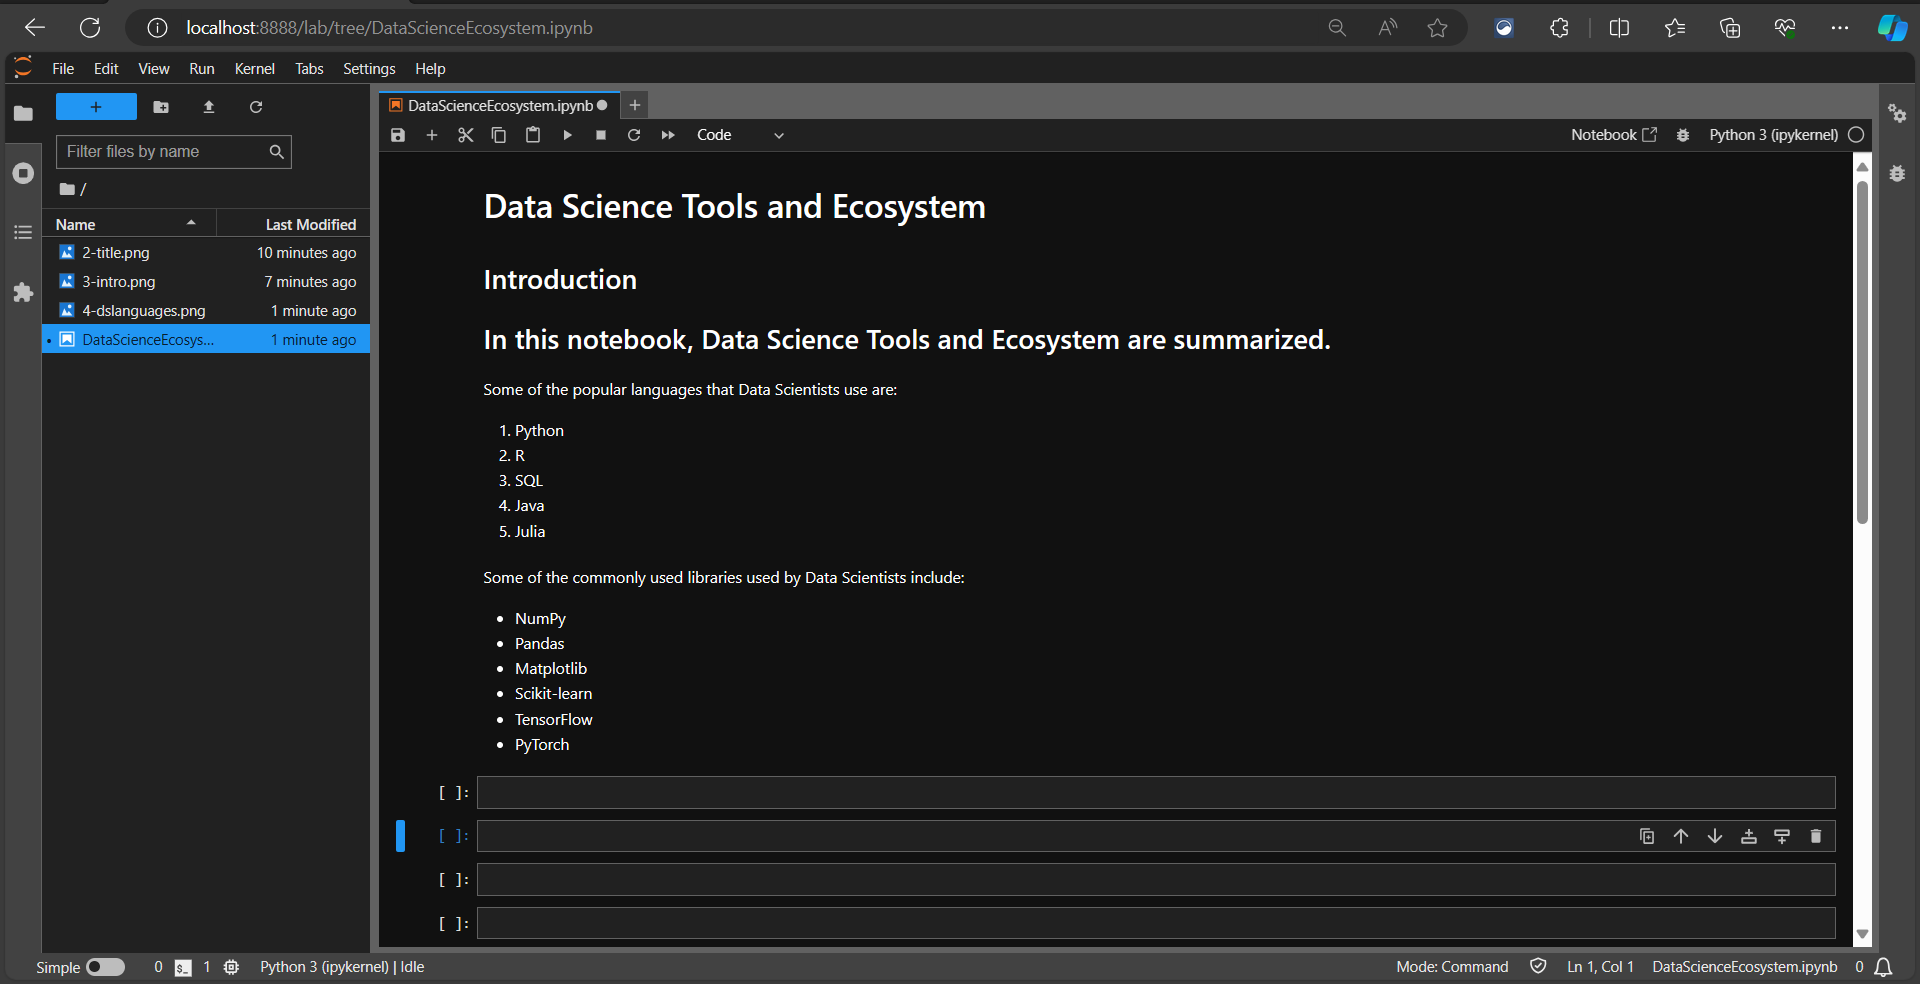 localhost:8888/lab/tree/DataScienceEcosystem.ipynb
File Edit View Run Kernel Tabs Settings Help
DataScienceEcosystem.ipynb
Code
Notebook
Python 3 (ipykernel)
Filter files by name
/
Name Last Modified
2-title.png 10 minutes ago
3-intro.png 7 minutes ago
4-dslanguages.png 1 minute ago
DataScienceEcosys... 1 minute ago
Data Science Tools and Ecosystem
Introduction
In this notebook, Data Science Tools and Ecosystem are summarized.
Some of the popular languages that Data Scientists use are:
1. Python
2. R
3. SQL
4. Java
5. Julia
Some of the commonly used libraries used by Data Scientists include:
• NumPy
• Pandas
• Matplotlib
• Scikit-learn
• TensorFlow
• PyTorch
[ ]:
[ ]:
[ ]:
[ ]:
Simple 0 $_ 1 Python 3 (ipykernel) | Idle Mode: Command Ln 1, Col 1 DataScienceEcosystem.ipynb 0